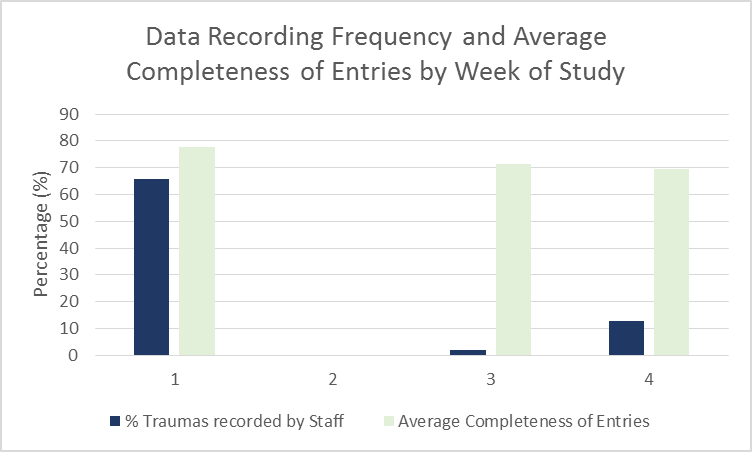 Data Recording Frequency and Average
Completeness of Entries by Week of Study
Percentage (%)
90
80
70
60
50
40
30
20
10
0
1 2 3 4
% Traumas recorded by Staff Average Completeness of Entries